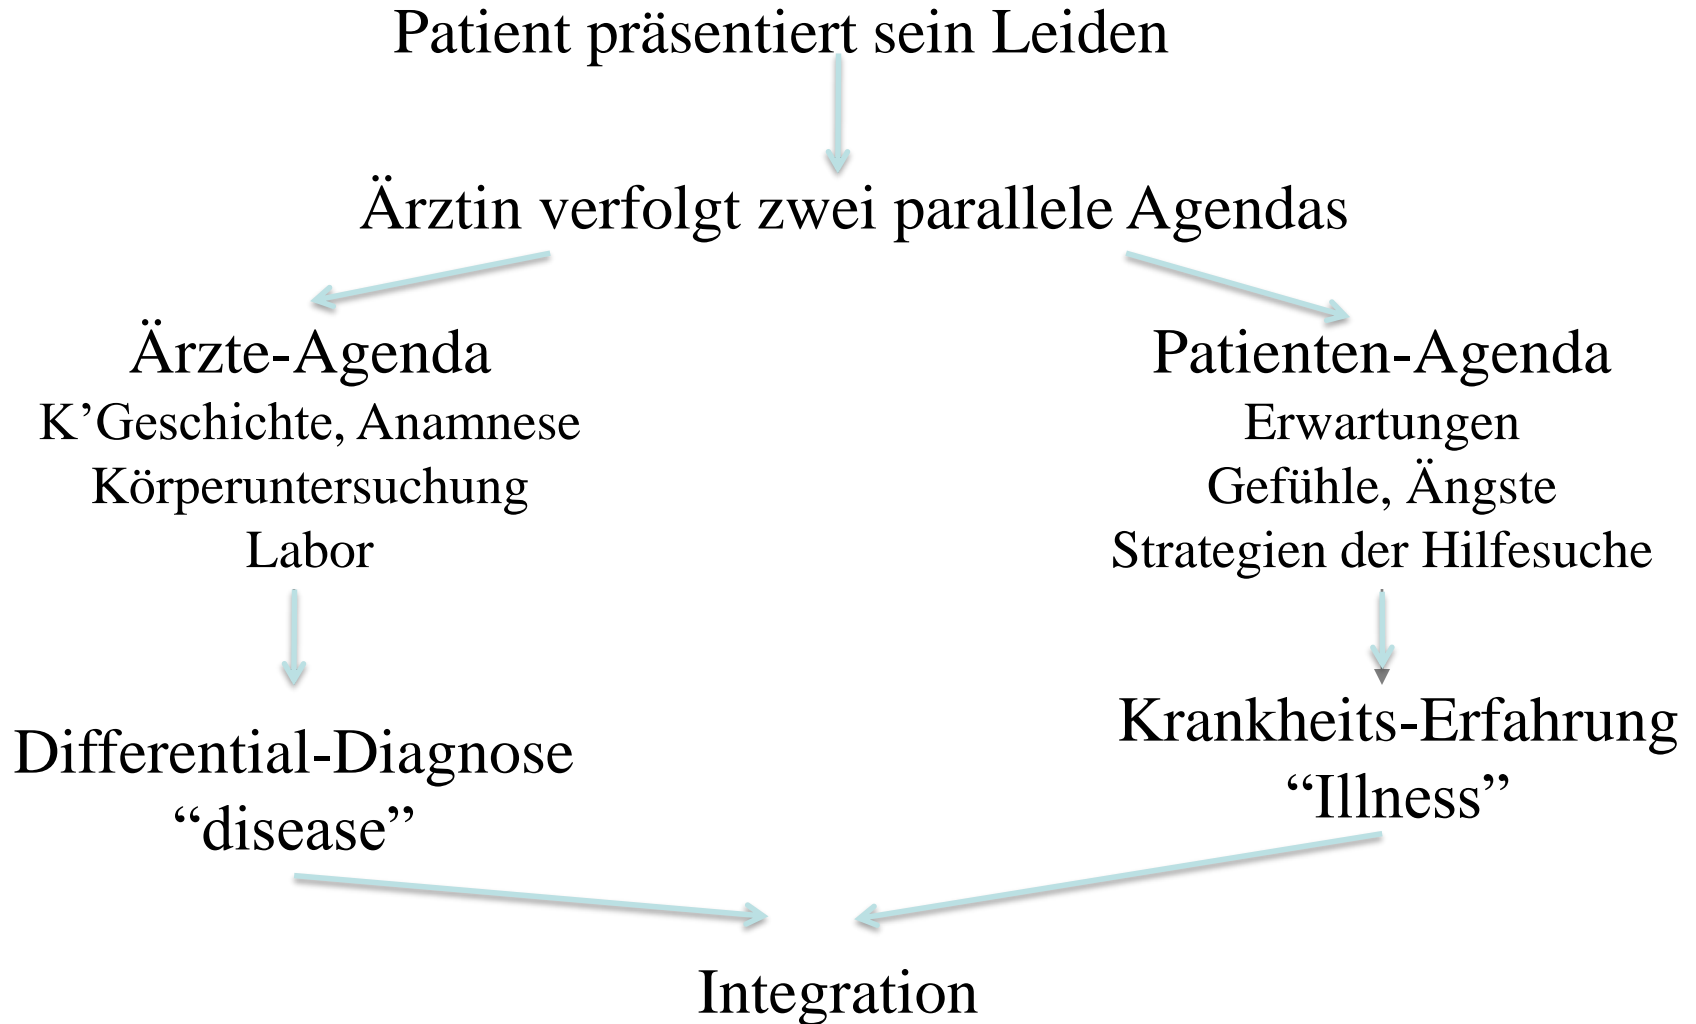 Patient präsentiert sein Leiden
Ärztin verfolgt zwei parallele Agendas
Ärzte-Agenda
K’Geschichte, Anamnese
Körperuntersuchung
Labor
Patienten-Agenda
Erwartungen
Gefühle, Ängste
Strategien der Hilfesuche
Differential-Diagnose
“disease”
Krankheits-Erfahrung
“Illness”
Integration